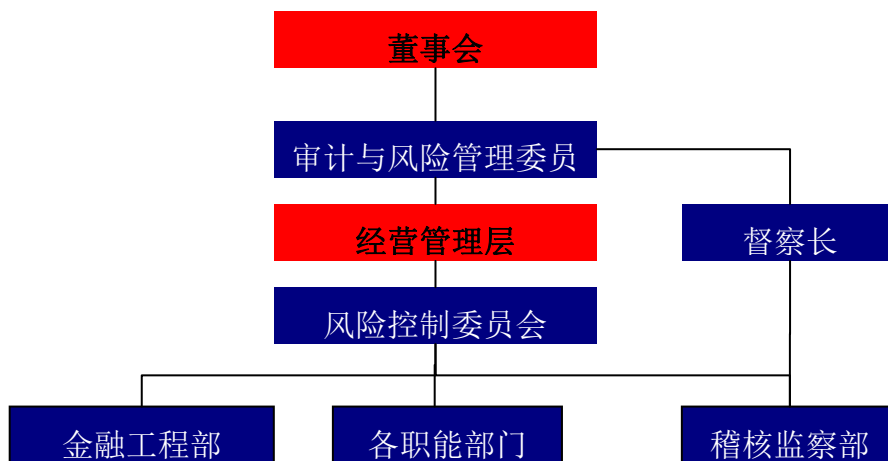 董事会
审计与风险管理委员
经营管理层
督察长
风险控制委员会
金融工程部
各职能部门
稽核监察部